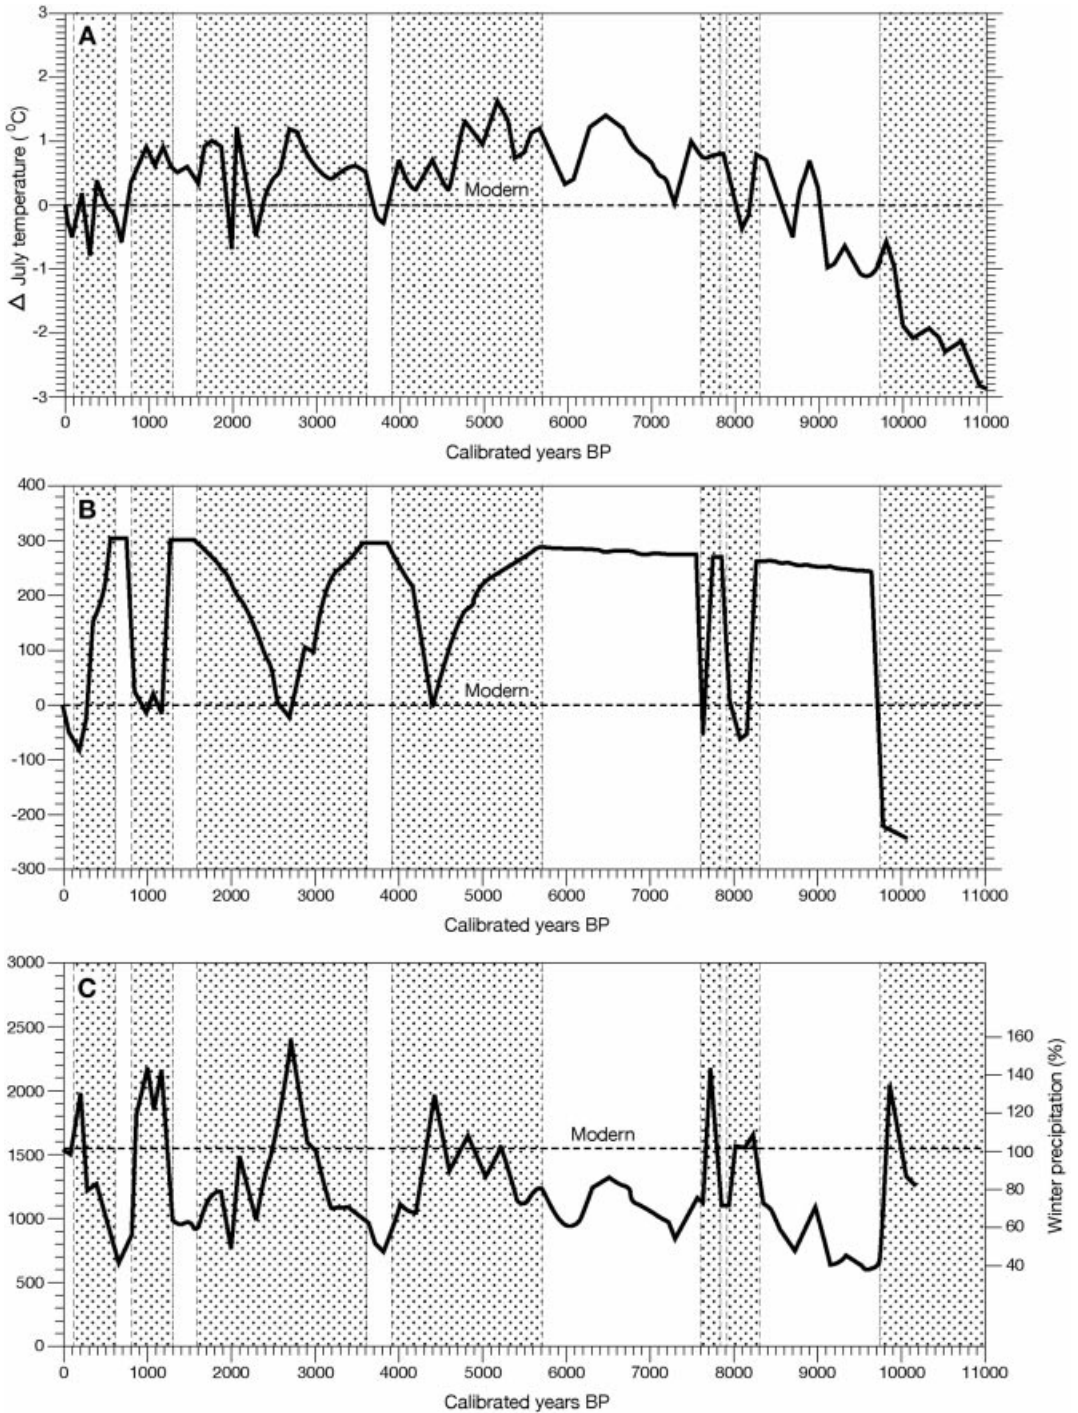 A
3
2
1
0
-1
-2
-3
Δ July temperature ( ⁰C)
Modern
0 1000 2000 3000 4000 5000 6000 7000 8000 9000 10000 11000
Calibrated years BP
B
400
300
200
100
0
-100
-200
-300
Modern
0 1000 2000 3000 4000 5000 6000 7000 8000 9000 10000 11000
Calibrated years BP
C
3000
2500
2000
1500
1000
500
0
Modern
160
140
120
100
80
60
40
Winter precipitation (%)
0 1000 2000 3000 4000 5000 6000 7000 8000 9000 10000 11000
Calibrated years BP